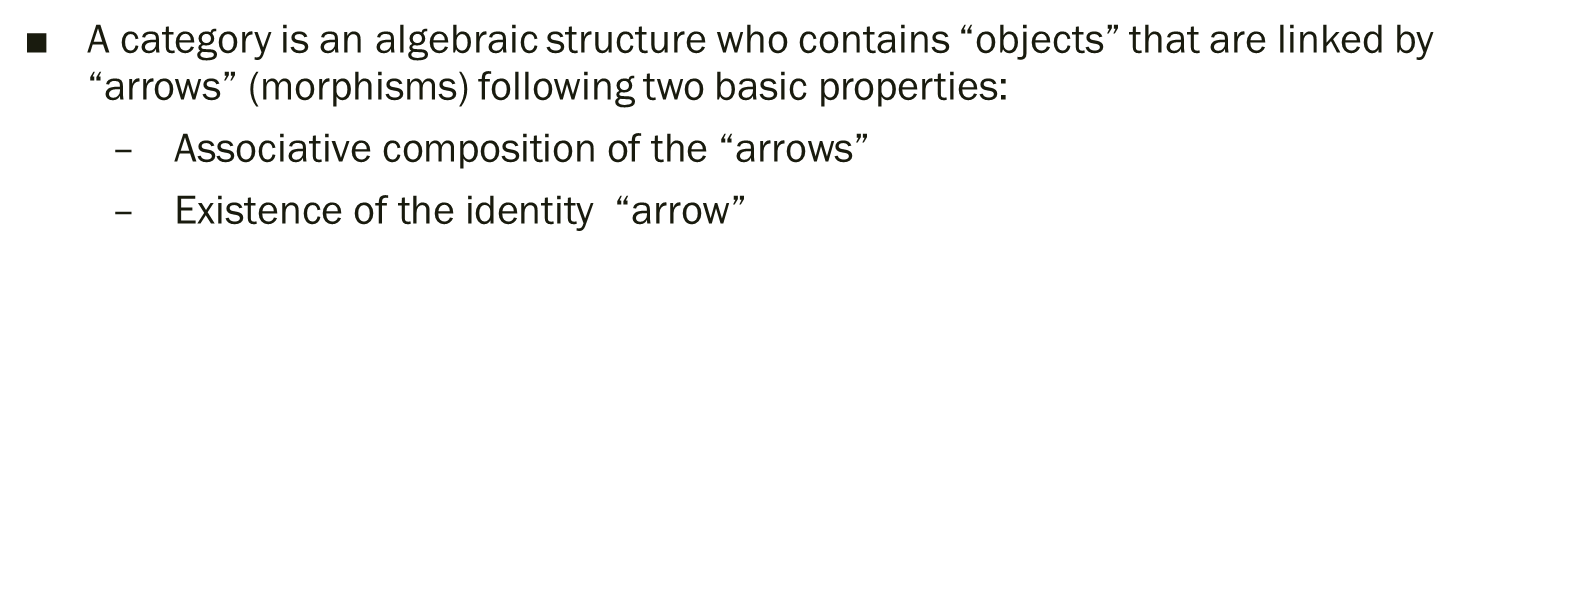 ■ A category is an algebraic structure who contains “objects” that are linked by
“arrows” (morphisms) following two basic properties:
– Associative composition of the “arrows”
– Existence of the identity “arrow”